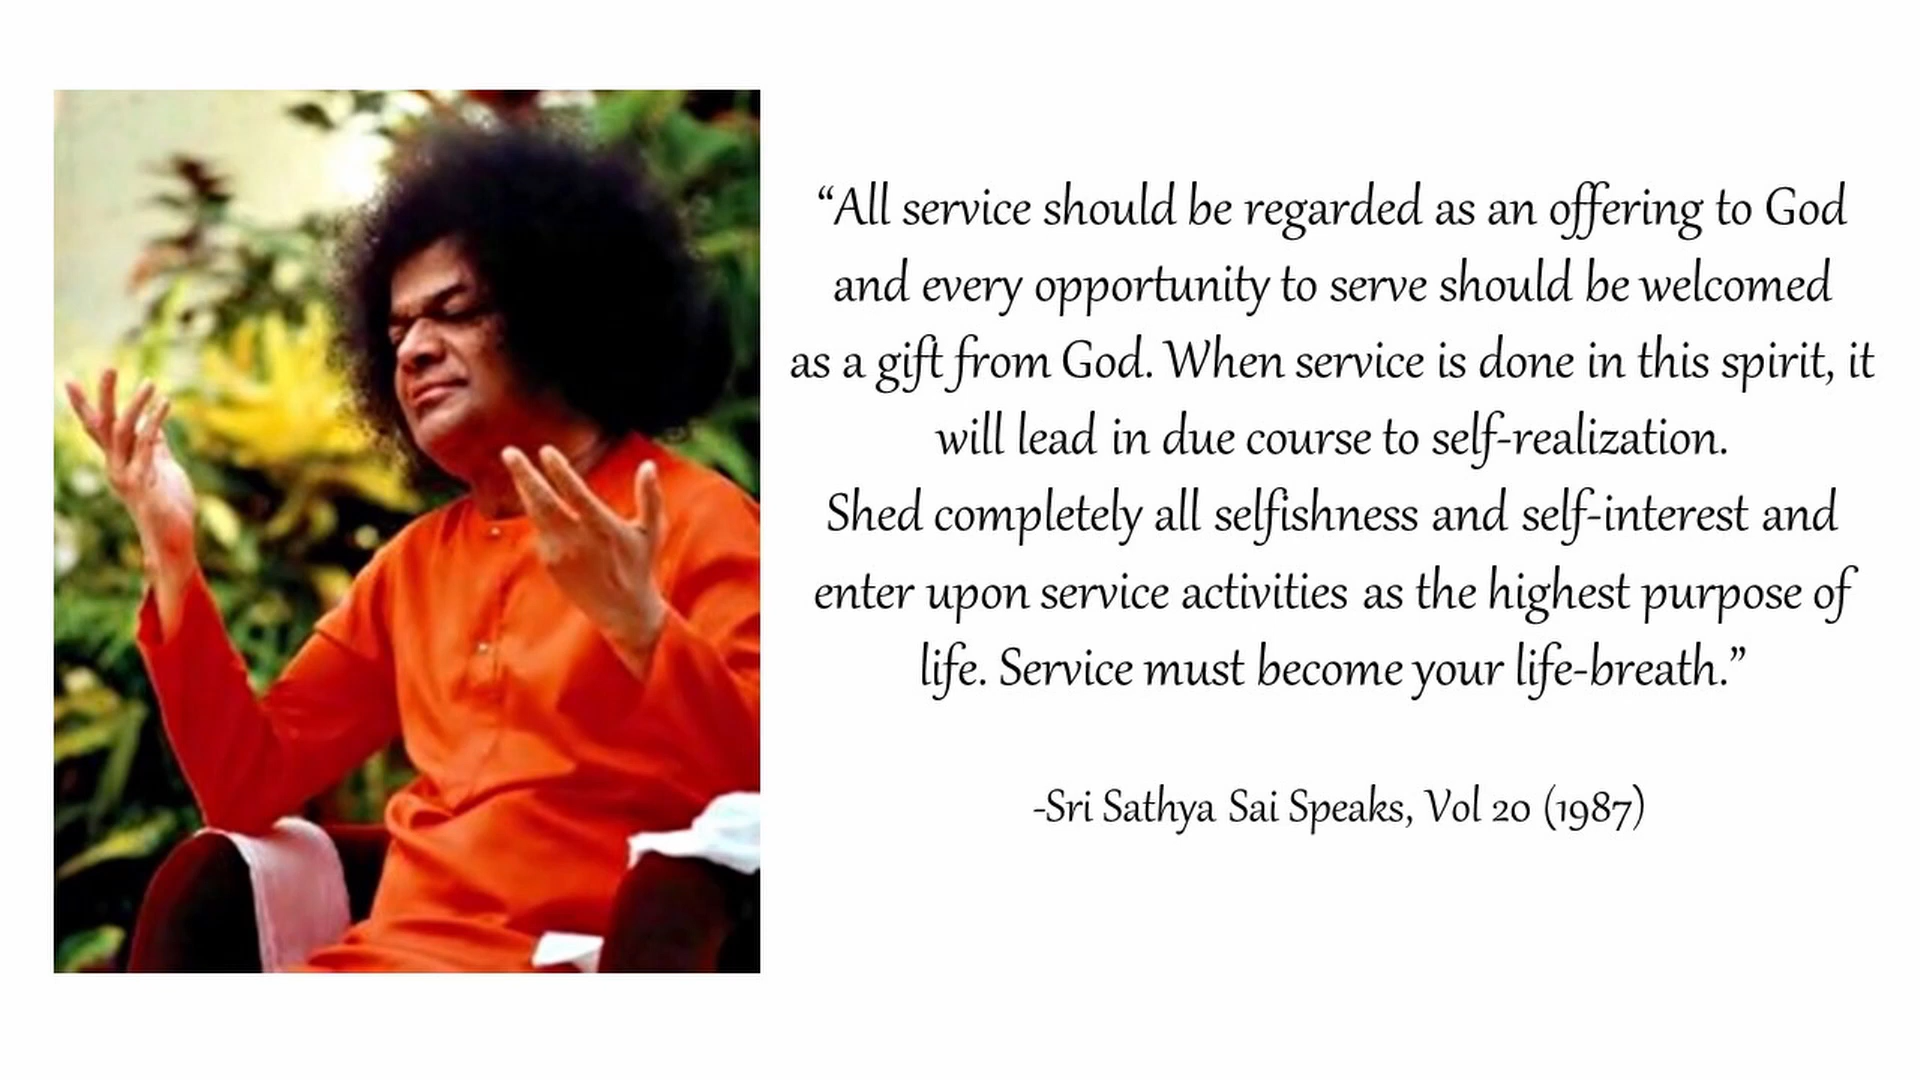 “All service should be regarded as an offering to God
and every opportunity to serve should be welcomed
as a gift from God. When service is done in this spirit, it
will lead in due course to self-realization.
Shed completely all selfishness and self-interest and
enter upon service activities as the highest purpose of
life. Service must become your life-breath.”
-Sri Sathya Sai Speaks, Vol 20 (1987)